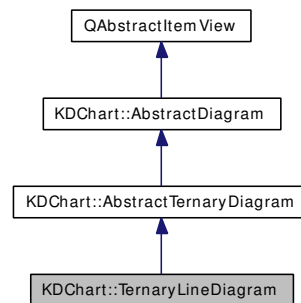 QAbstractItemView
KDChart::AbstractDiagram
KDChart::AbstractTernaryDiagram
KDChart::TernaryLineDiagram